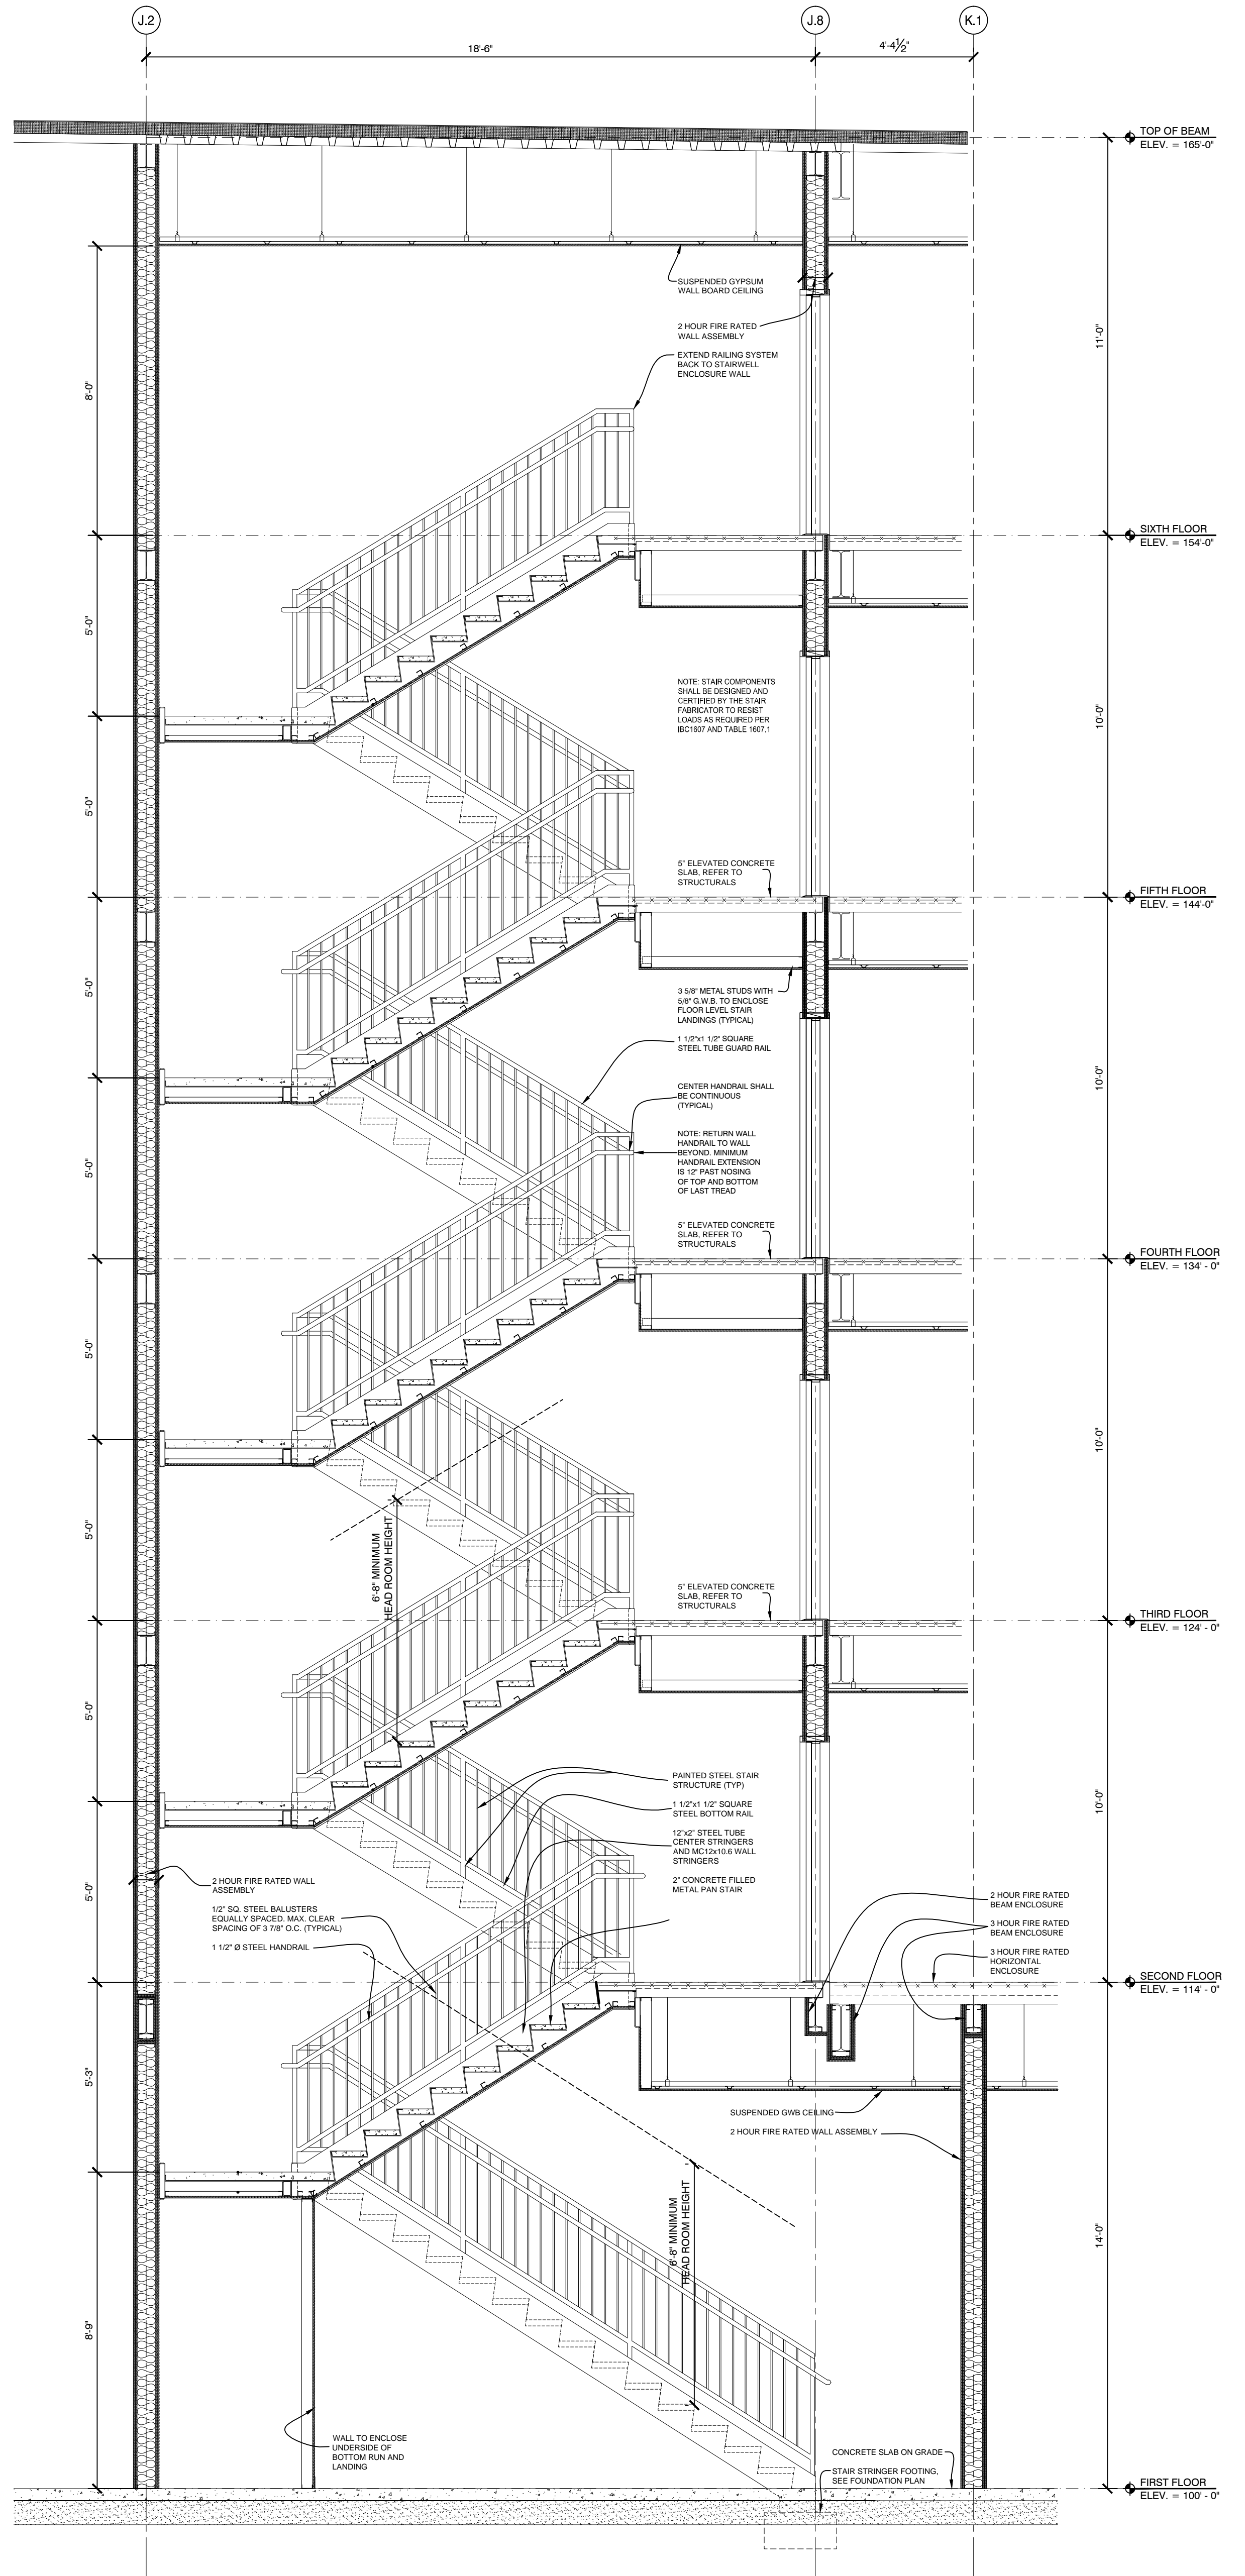 J.2
J.8
K.1
18'-6"
4'-4½"
TOP OF BEAM
ELEV. = 165'-0"
SUSPENDED GYPSUM
WALL BOARD CEILING
2 HOUR FIRE RATED
WALL ASSEMBLY
EXTEND RAILING SYSTEM
BACK TO STAIRWELL
ENCLOSURE WALL
11'-0"
8'-0"
SIXTH FLOOR
ELEV. = 154'-0"
5'-0"
NOTE: STAIR COMPONENTS
SHALL BE DESIGNED AND
CERTIFIED BY THE STAIR
FABRICATOR TO RESIST
LOADS AS REQUIRED PER
IBC1607 AND TABLE 1607.1
10'-0"
5'-0"
5" ELEVATED CONCRETE
SLAB, REFER TO
STRUCTURALS
FIFTH FLOOR
ELEV. = 144'-0"
5'-0"
3 5/8" METAL STUDS WITH
5/8" G.W.B. TO ENCLOSE
FLOOR LEVEL STAIR
LANDINGS (TYPICAL)
1 1/2"x1 1/2" SQUARE
STEEL TUBE GUARD RAIL
10'-0"
CENTER HANDRAIL SHALL
BE CONTINUOUS
(TYPICAL)
NOTE: RETURN WALL
HANDRAIL TO WALL
BEYOND. MINIMUM
HANDRAIL EXTENSION
IS 12" PAST NOSING
OF TOP AND BOTTOM
OF LAST TREAD
5'-0"
5" ELEVATED CONCRETE
SLAB, REFER TO
STRUCTURALS
FOURTH FLOOR
ELEV. = 134' - 0"
5'-0"
10'-0"
5'-0"
6'-8" MINIMUM
HEAD ROOM HEIGHT
5" ELEVATED CONCRETE
SLAB, REFER TO
STRUCTURALS
THIRD FLOOR
ELEV. = 124' - 0"
5'-0"
10'-0"
PAINTED STEEL STAIR
STRUCTURE (TYP)
1 1/2"x1 1/2" SQUARE
STEEL BOTTOM RAIL
12"x2" STEEL TUBE
CENTER STRINGERS
AND MC12x10.6 WALL
STRINGERS
2" CONCRETE FILLED
METAL PAN STAIR
5'-0"
2 HOUR FIRE RATED WALL
ASSEMBLY
1/2" SQ. STEEL BALUSTERS
EQUALLY SPACED. MAX. CLEAR
SPACING OF 3 7/8" O.C. (TYPICAL)
1 1/2" Ø STEEL HANDRAIL
2 HOUR FIRE RATED
BEAM ENCLOSURE
3 HOUR FIRE RATED
BEAM ENCLOSURE
3 HOUR FIRE RATED
HORIZONTAL
ENCLOSURE
SECOND FLOOR
ELEV. = 114' - 0"
5'-3"
SUSPENDED GWB CEILING
2 HOUR FIRE RATED WALL ASSEMBLY
6'-8" MINIMUM
HEAD ROOM HEIGHT
14'-0"
8'-9"
WALL TO ENCLOSE
UNDERSIDE OF
BOTTOM RUN AND
LANDING
CONCRETE SLAB ON GRADE
STAIR STRINGER FOOTING,
SEE FOUNDATION PLAN
FIRST FLOOR
ELEV. = 100' - 0"